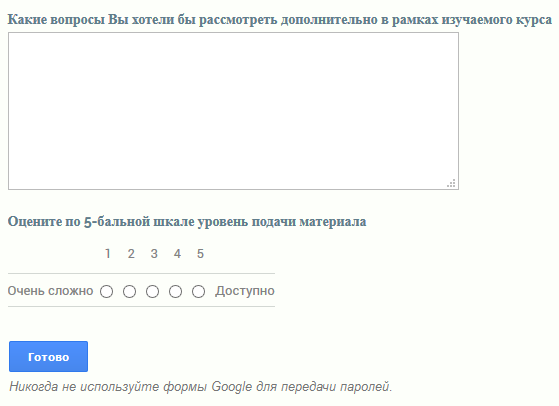 Какие вопросы Вы хотели бы рассмотреть дополнительно в рамках изучаемого курса
Оцените по 5-бальной шкале уровень подачи материала
1 2 3 4 5
Очень сложно Доступно
Готово
Никогда не используйте формы Google для передачи паролей.